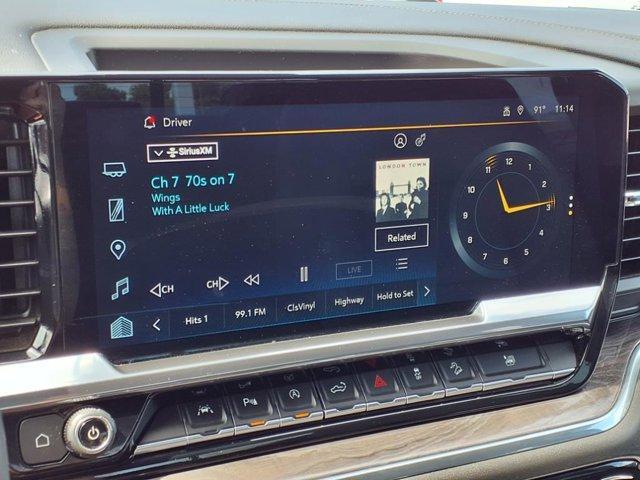 Driver
91° 11:14
SiriusXM
Ch 7 70s on 7
Wings
With A Little Luck
LONDON TOWN
Related
CH CH
LIVE
Hits 1 99.1 FM ClsVinyl Highway Hold to Set
12
11
10 2
9 3
8 4
7 5
6